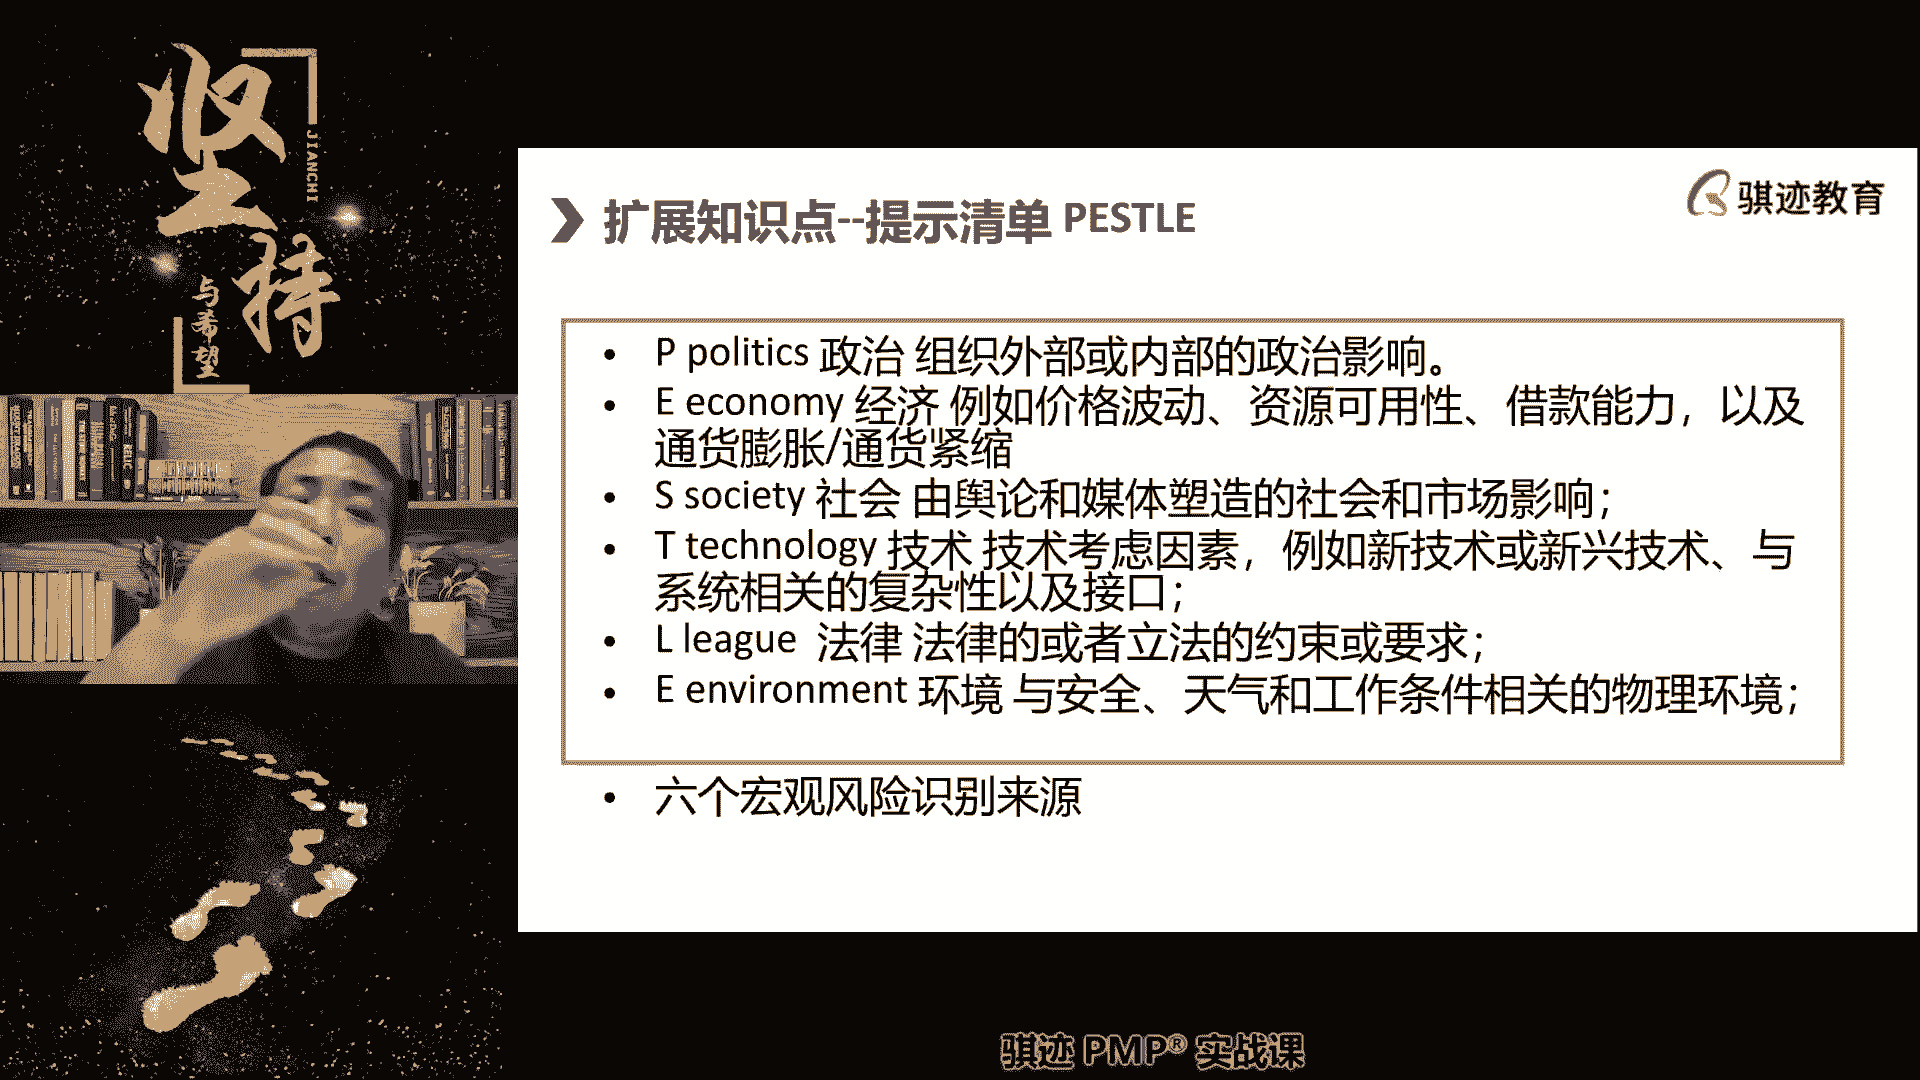 坚持
JIANCHI
与希望
骐迹教育
扩展知识点--提示清单 PESTLE
• P politics 政治 组织外部或内部的政治影响。
• E economy 经济 例如价格波动、资源可用性、借款能力，以及
通货膨胀/通货紧缩
• S society 社会 由舆论和媒体塑造的社会和市场影响；
• T technology 技术 技术考虑因素，例如新技术或新兴技术、与
系统相关的复杂性以及接口；
• L league 法律 法律的或者立法的约束或要求；
• E environment 环境 与安全、天气和工作条件相关的物理环境；
• 六个宏观风险识别来源
骐迹 PMP® 实战课